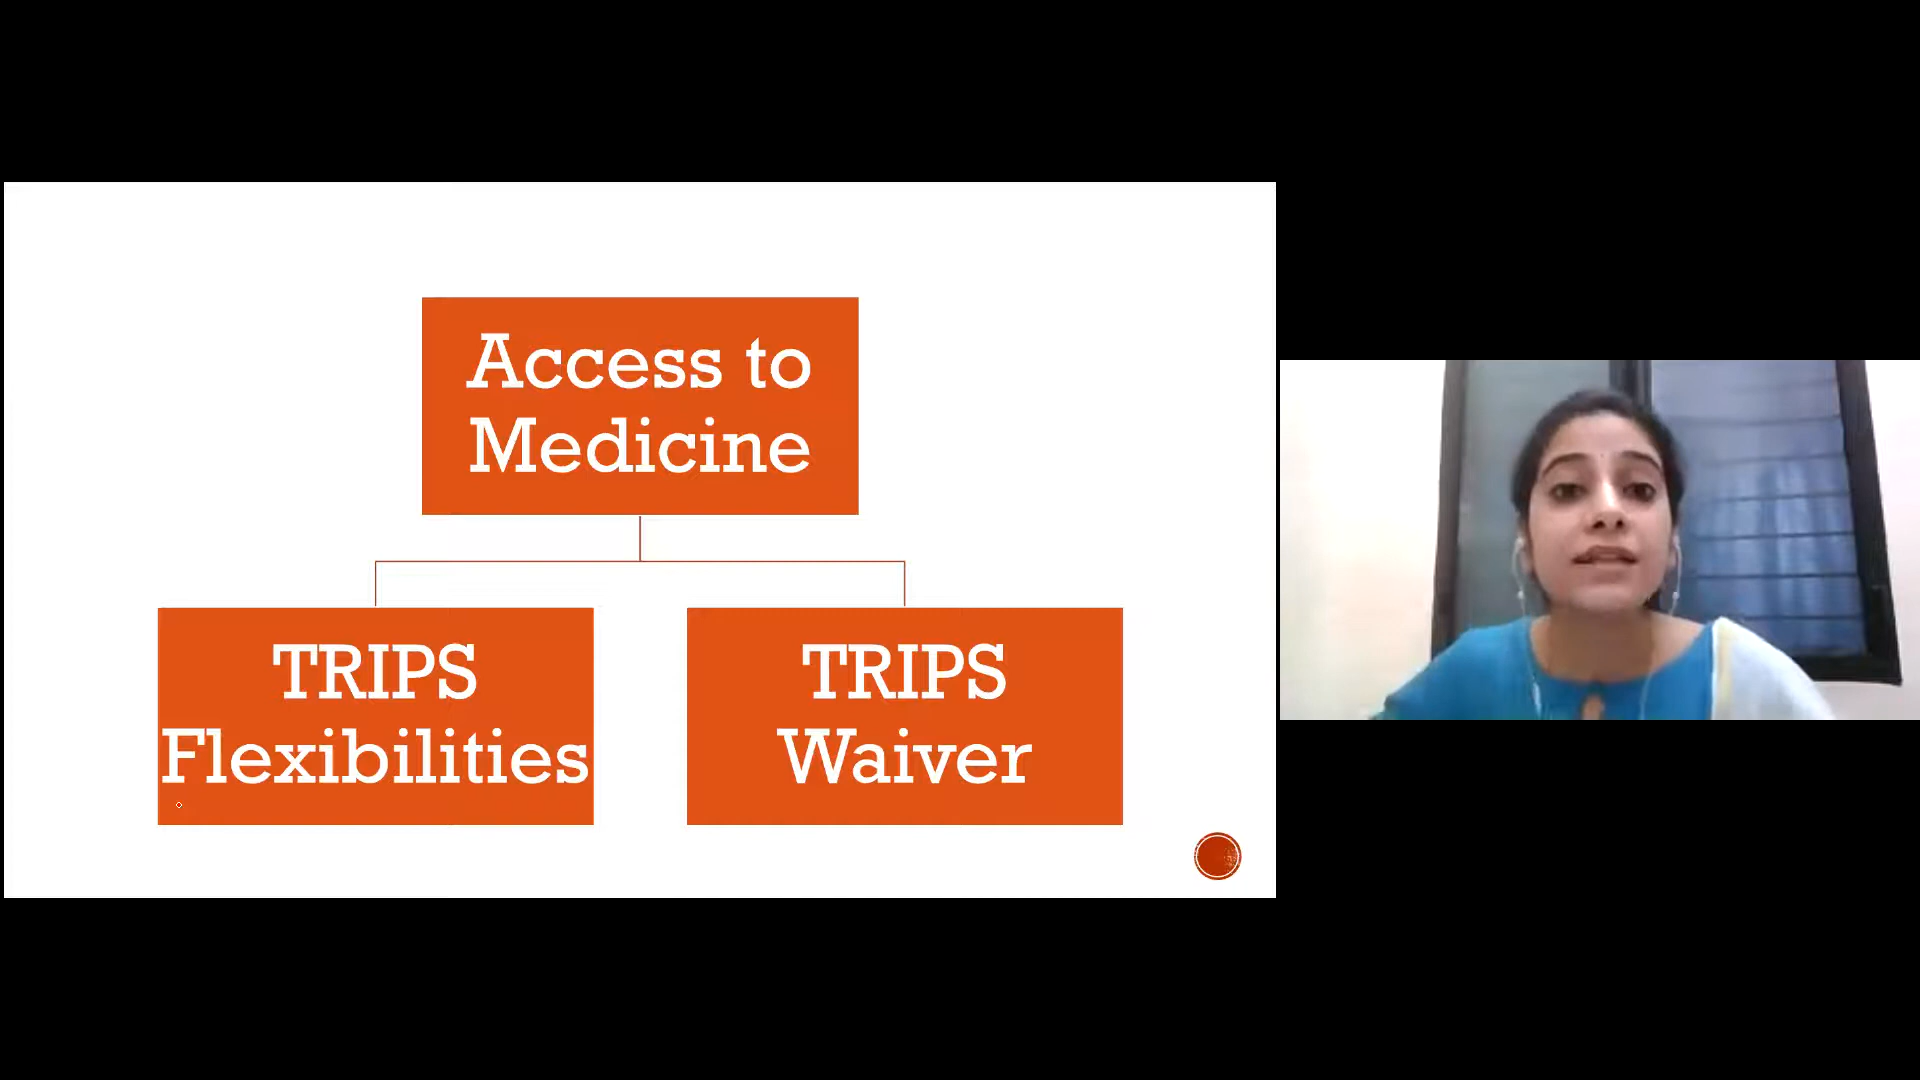 Access to
Medicine
TRIPS
Flexibilities
TRIPS
Waiver